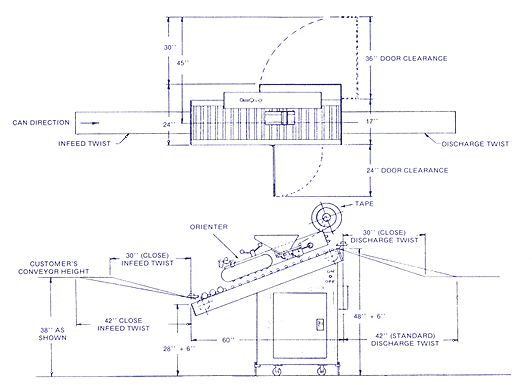 30''
45''
36'' DOOR CLEARANCE
CAN DIRECTION
24''
17''
INFEED TWIST
DISCHARGE TWIST
24'' DOOR CLEARANCE
TAPE
ORIENTER
30'' (CLOSE)
DISCHARGE TWIST
30'' (CLOSE)
INFEED TWIST
CUSTOMER'S
CONVEYOR HEIGHT
ON
OFF
38'' AS
SHOWN
42'' CLOSE
INFEED TWIST
28'' + 6''
60''
48'' + 6''
42'' (STANDARD)
DISCHARGE TWIST